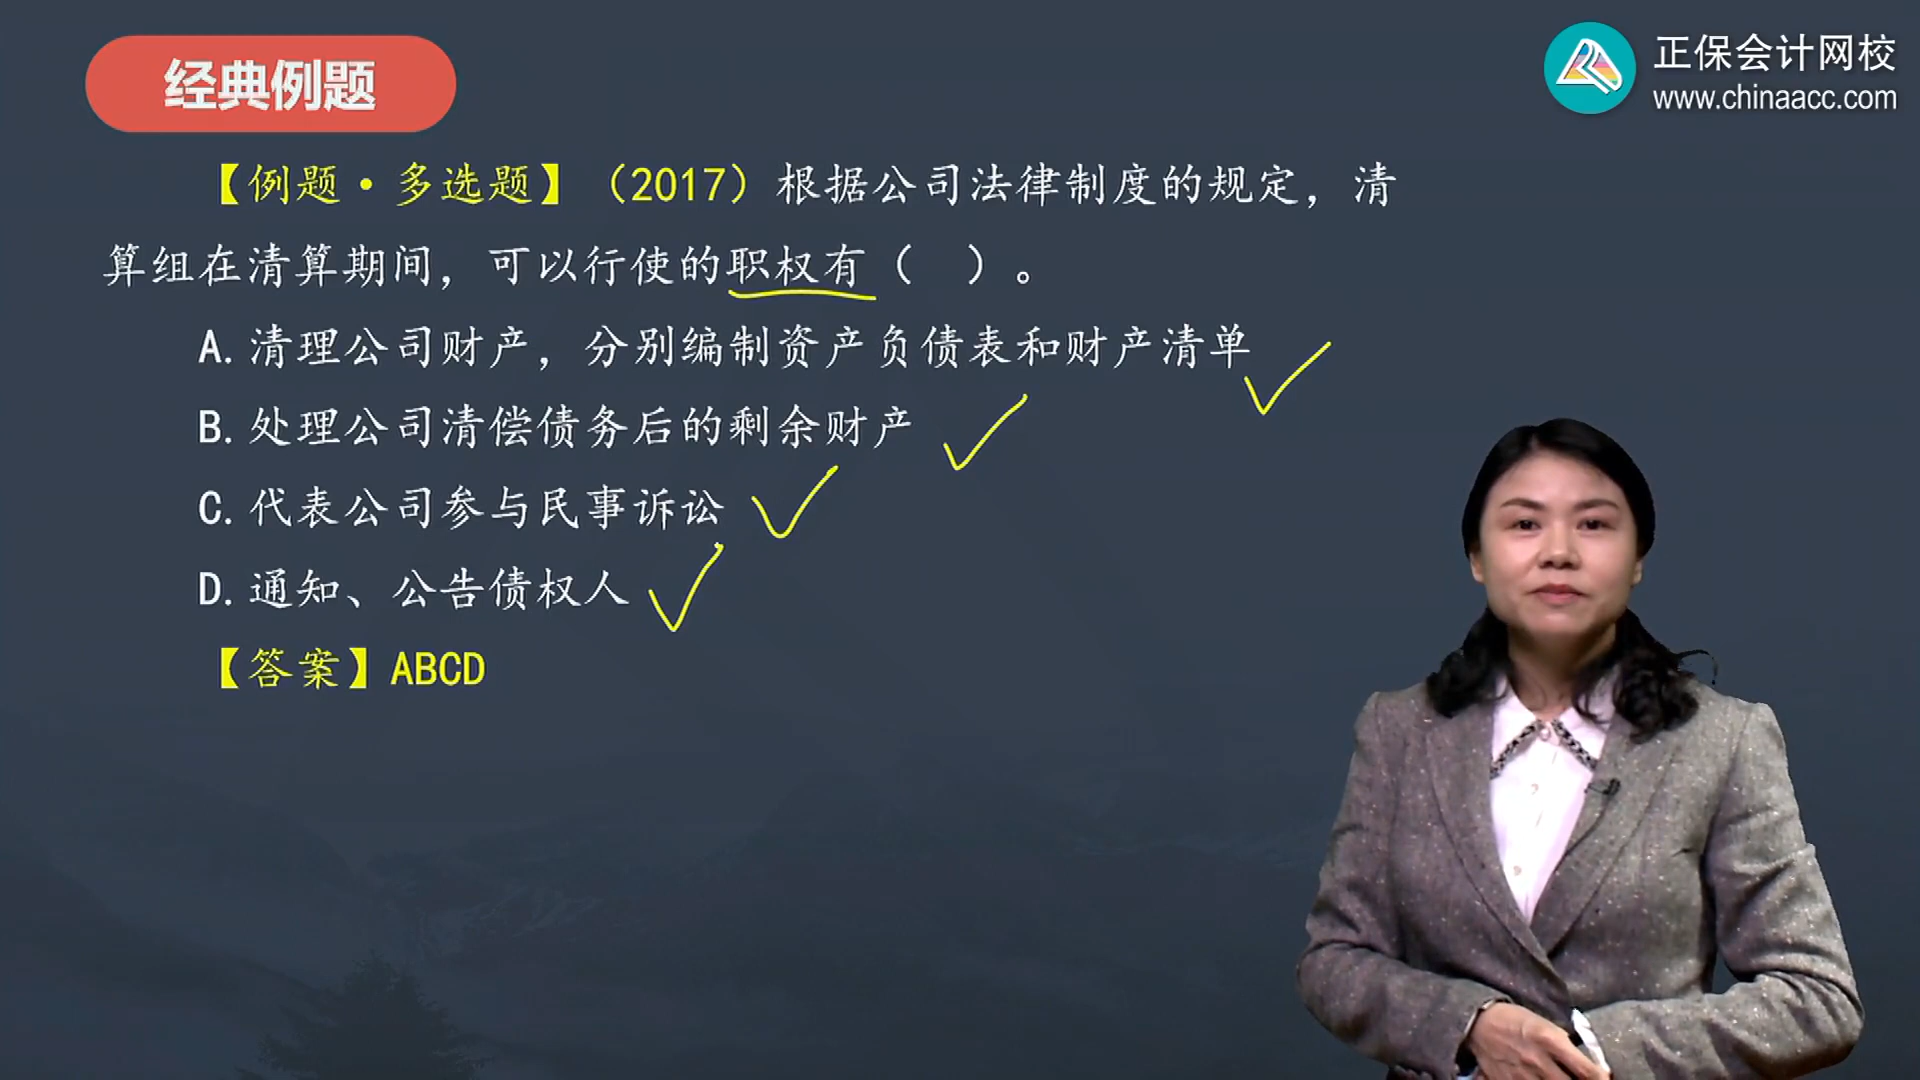 经典例题
正保会计网校
www.chinaacc.com
【例题·多选题】（2017）根据公司法律制度的规定，清
算组在清算期间，可以行使的职权有（ ）。
A.清理公司财产，分别编制资产负债表和财产清单
B.处理公司清偿债务后的剩余财产
C.代表公司参与民事诉讼
D.通知、公告债权人
【答案】ABCD